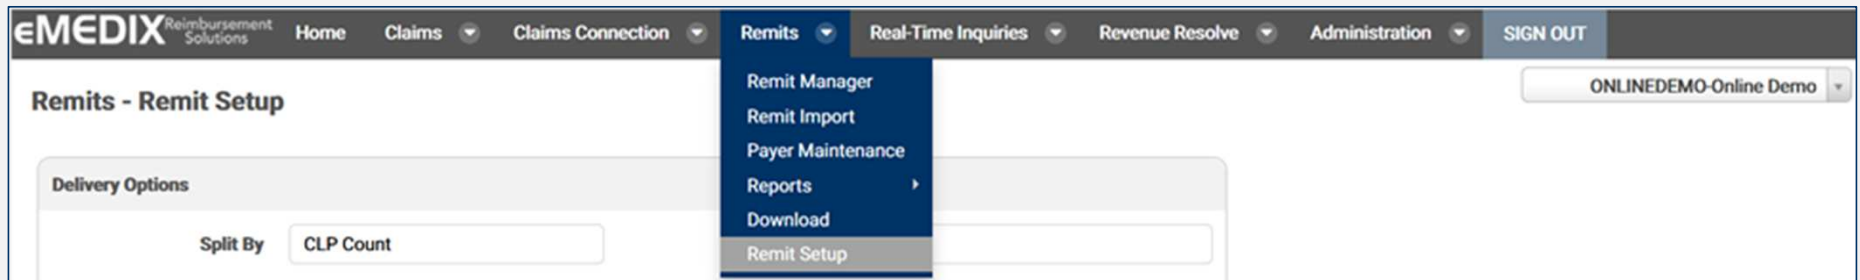 eMEDIX Reimbursement Solutions Home Claims Claims Connection Remits Real-Time Inquiries Revenue Resolve Administration SIGN OUT
ONLINEDEMO-Online Demo
Remits - Remit Setup
Remit Manager
Remit Import
Payer Maintenance
Reports
Download
Remit Setup
Delivery Options
Split By CLP Count